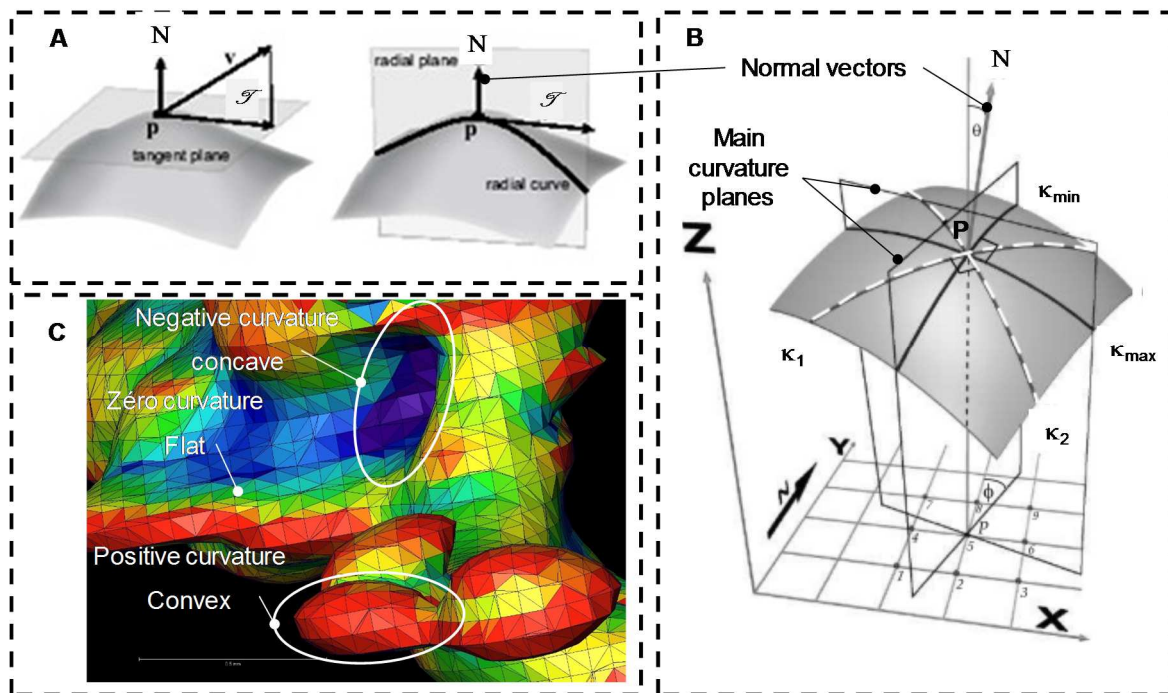 A
N
v
𝒯
p
tangent plane
N
radial plane
𝒯
p
radial curve
Normal vectors
Main
curvature
planes
B
N
θ
κmin
P
Z
κ1
κmax
κ2
Y
N
ϕ
7
8
9
p
4
5
6
1
2
3
X
C
Negative curvature
concave
Zéro curvature
Flat
Positive curvature
Convex